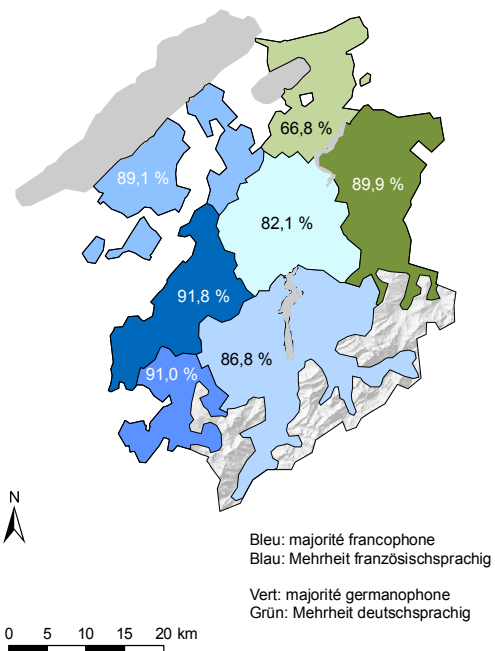 66,8 %
89,1 %
89,9 %
82,1 %
91,8 %
86,8 %
91,0 %
N
Bleu: majorité francophone
Blau: Mehrheit französischsprachig
Vert: majorité germanophone
Grün: Mehrheit deutschsprachig
0 5 10 15 20 km